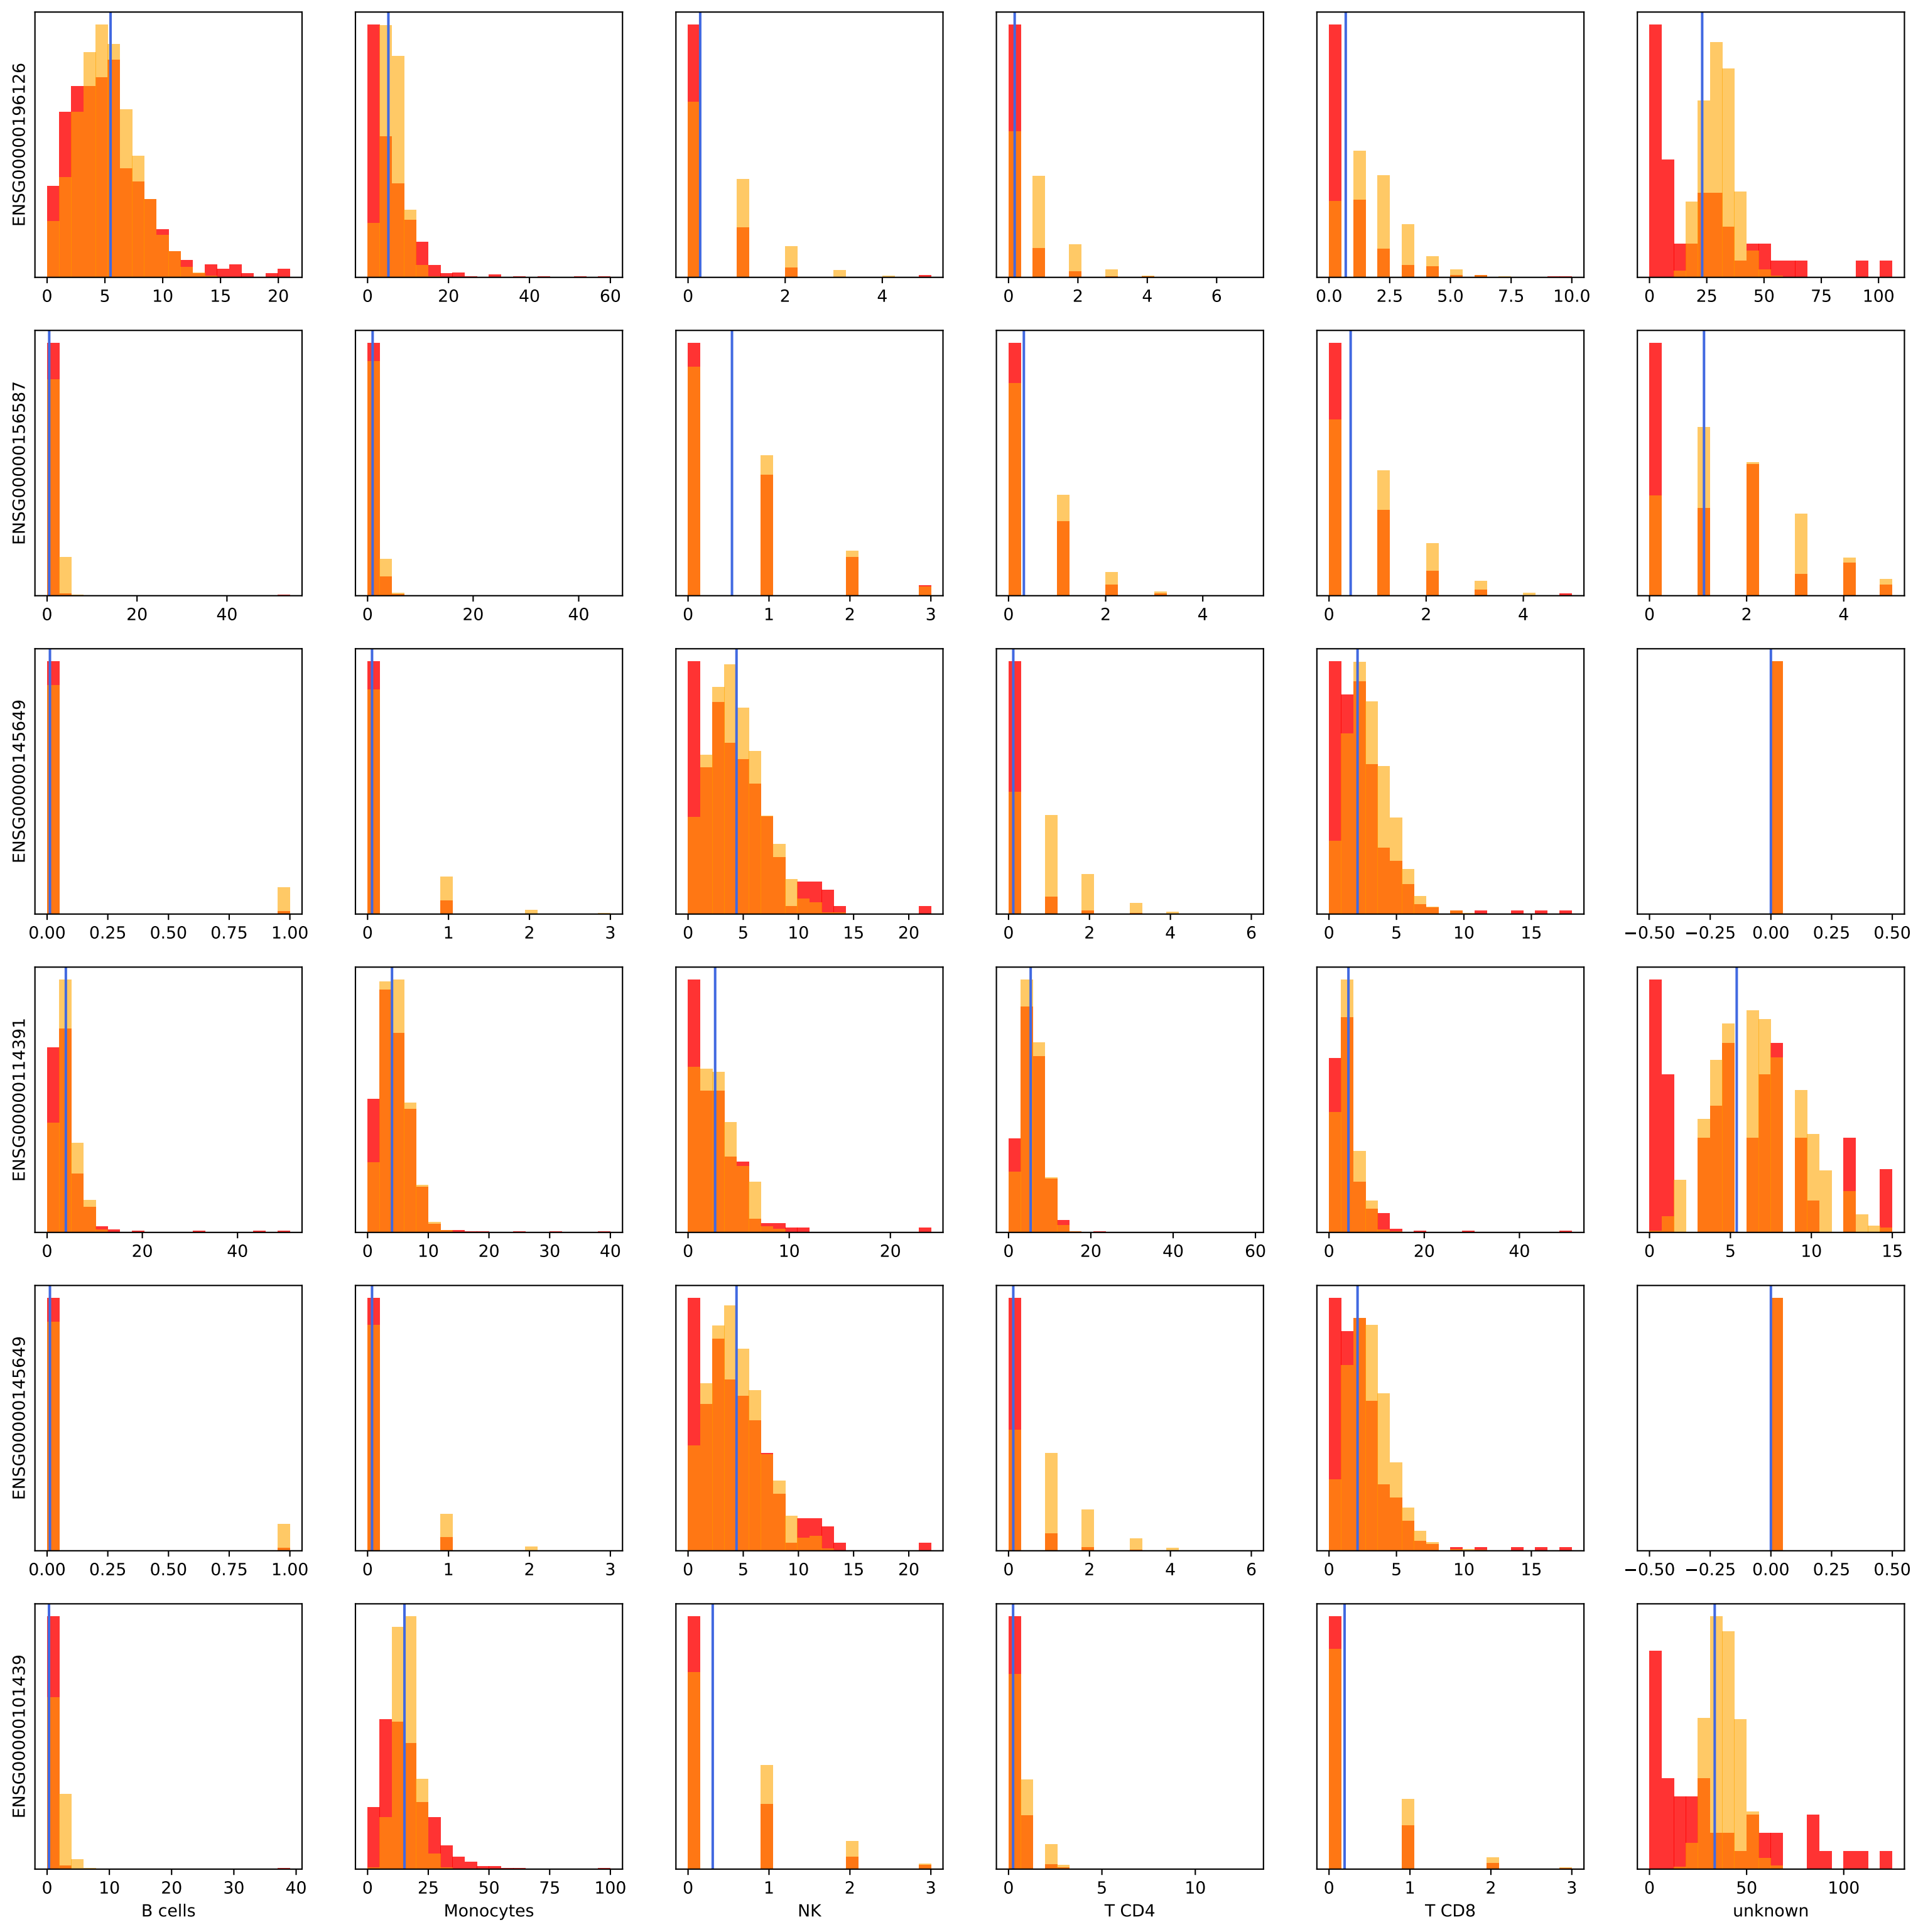 ENSG00000196126
0 5 10 15 20
0 20 40 60
0 2 4
0 2 4 6
0.0 2.5 5.0 7.5 10.0
0 25 50 75 100
ENSG00000156587
0 20 40
0 20 40
0 1 2 3
0 2 4
0 2 4
0 2 4
ENSG00000145649
0.00 0.25 0.50 0.75 1.00
0 1 2 3
0 5 10 15 20
0 2 4 6
0 5 10 15
−0.50 −0.25 0.00 0.25 0.50
ENSG00000114391
0 20 40
0 10 20 30 40
0 10 20
0 20 40 60
0 20 40
0 5 10 15
ENSG00000145649
0.00 0.25 0.50 0.75 1.00
0 1 2 3
0 5 10 15 20
0 2 4 6
0 5 10 15
−0.50 −0.25 0.00 0.25 0.50
ENSG00000101439
0 10 20 30 40
0 25 50 75 100
0 1 2 3
0 5 10
0 1 2 3
0 50 100
B cells
Monocytes
NK
T CD4
T CD8
unknown